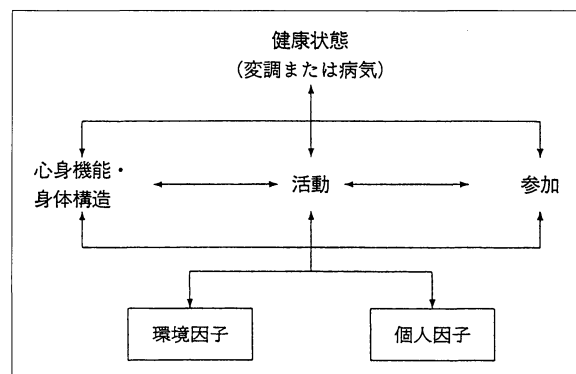 健康状態
(変調または病気)
心身機能・
身体構造
活動
参加
環境因子
個人因子